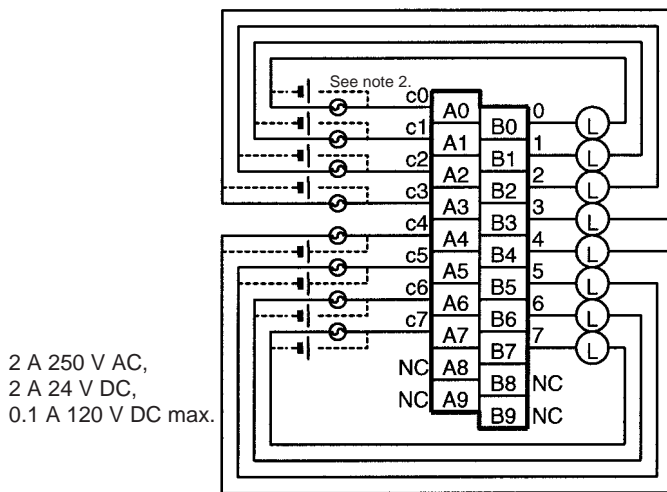 See note 2.
c0 A0 B0 0 L
c1 A1 B1 1 L
c2 A2 B2 2 L
c3 A3 B3 3 L
c4 A4 B4 4 L
c5 A5 B5 5 L
c6 A6 B6 6 L
c7 A7 B7 7 L
NC A8 B8 NC
NC A9 B9 NC
2 A 250 V AC,
2 A 24 V DC,
0.1 A 120 V DC max.